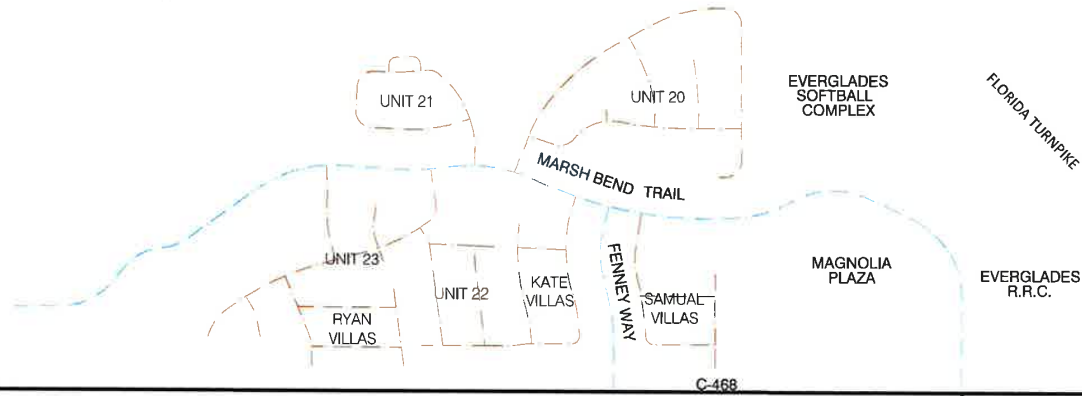 UNIT 21
UNIT 20
EVERGLADES
SOFTBALL
COMPLEX
FLORIDA TURNPIKE
MARSH BEND TRAIL
UNIT 23
UNIT 22
KATE
VILLAS
FENNEY WAY
SAMUAL
VILLAS
MAGNOLIA
PLAZA
EVERGLADES
R.R.C.
RYAN
VILLAS
C-468